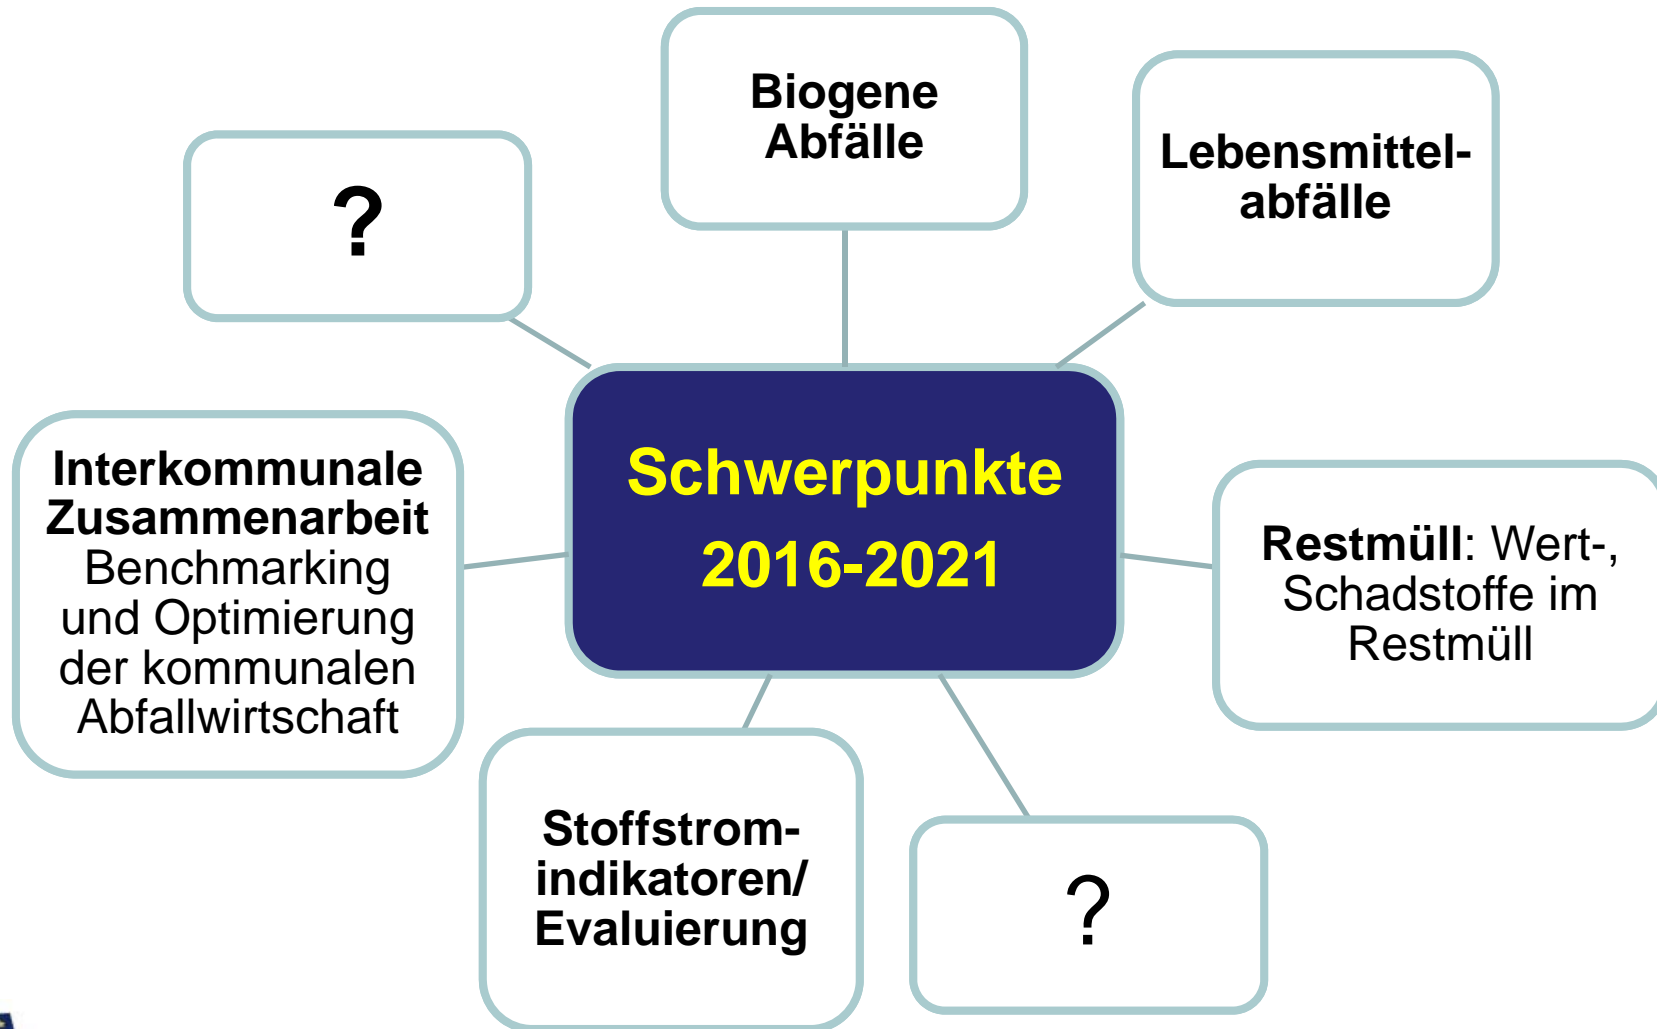 Biogene
Abfälle
Lebensmittel-
abfälle
?
Schwerpunkte
2016-2021
Interkommunale
Zusammenarbeit
Benchmarking
und Optimierung
der kommunalen
Abfallwirtschaft
Restmüll: Wert-,
Schadstoffe im
Restmüll
Stoffstrom-
indikatoren/
Evaluierung
?